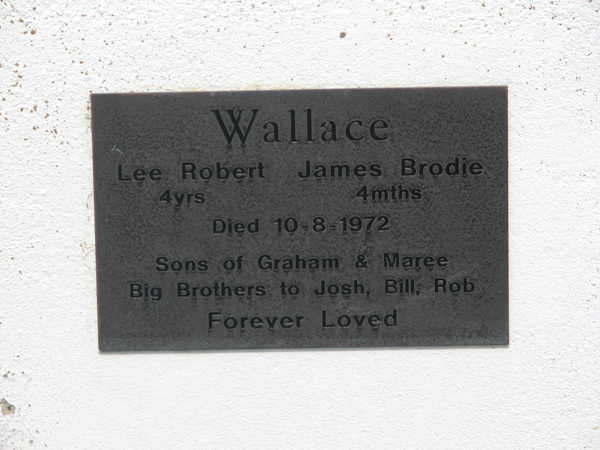 Wallace
Lee Robert James Brodie
4yrs 4mths
Died 10-8-1972
Sons of Graham & Maree
Big Brothers to Josh, Bill, Rob
Forever Loved